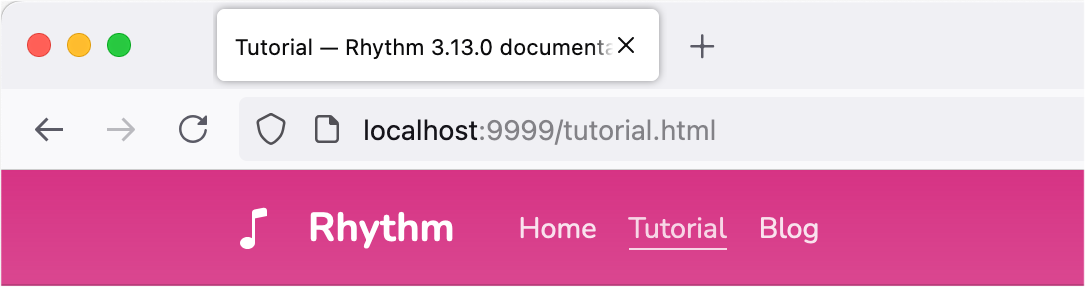 Tutorial — Rhythm 3.13.0 documenta
localhost:9999/tutorial.html
Rhythm Home Tutorial Blog